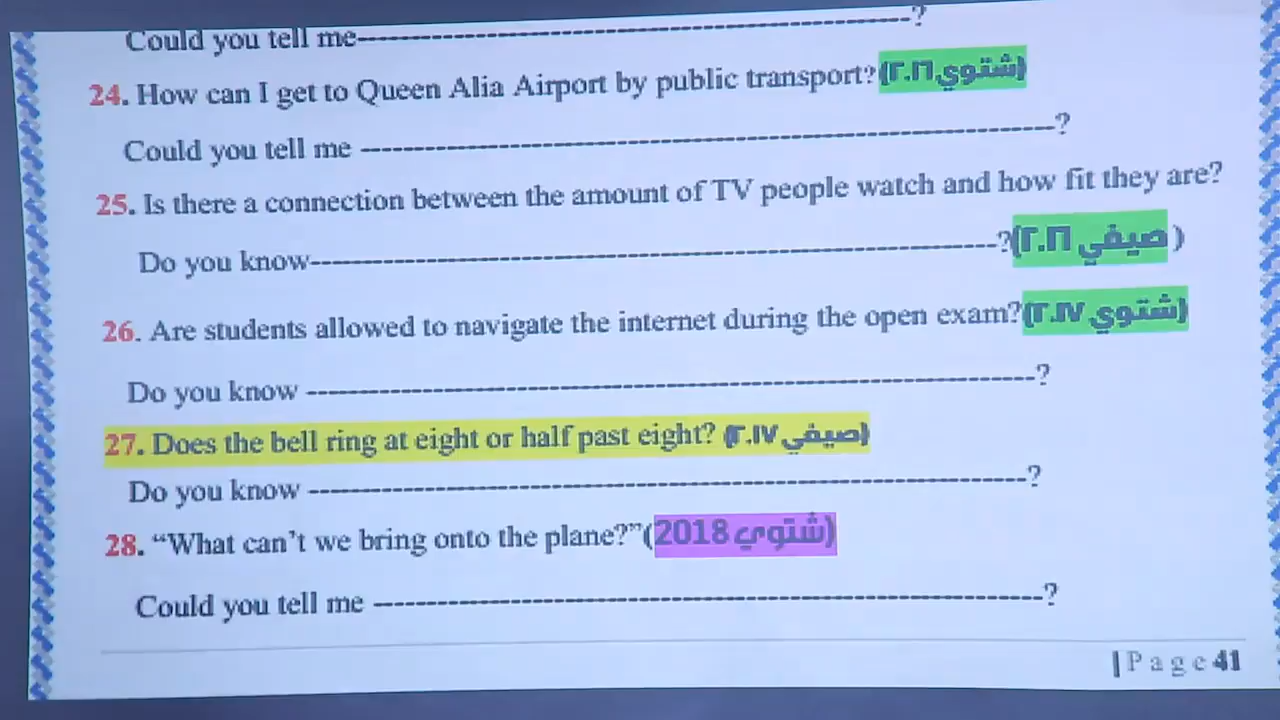 Could you tell me--------------------------------------------------------?
24. How can I get to Queen Alia Airport by public transport?(شتوي٢٠١٦)
Could you tell me ----------------------------------------------------------------------?
25. Is there a connection between the amount of TV people watch and how fit they are?
Do you know--------------------------------------------------------------------?(صيفي ٢٠١٦)
26. Are students allowed to navigate the internet during the open exam?(شتوي ٢٠١٧)
Do you know ------------------------------------------------------------------------?
27. Does the bell ring at eight or half past eight? (صيفي ٢٠١٧)
Do you know -----------------------------------------------------------------------?
28. “What can’t we bring onto the plane?”(شتوي 2018)
Could you tell me -------------------------------------------------------------------?
| P a g e 41